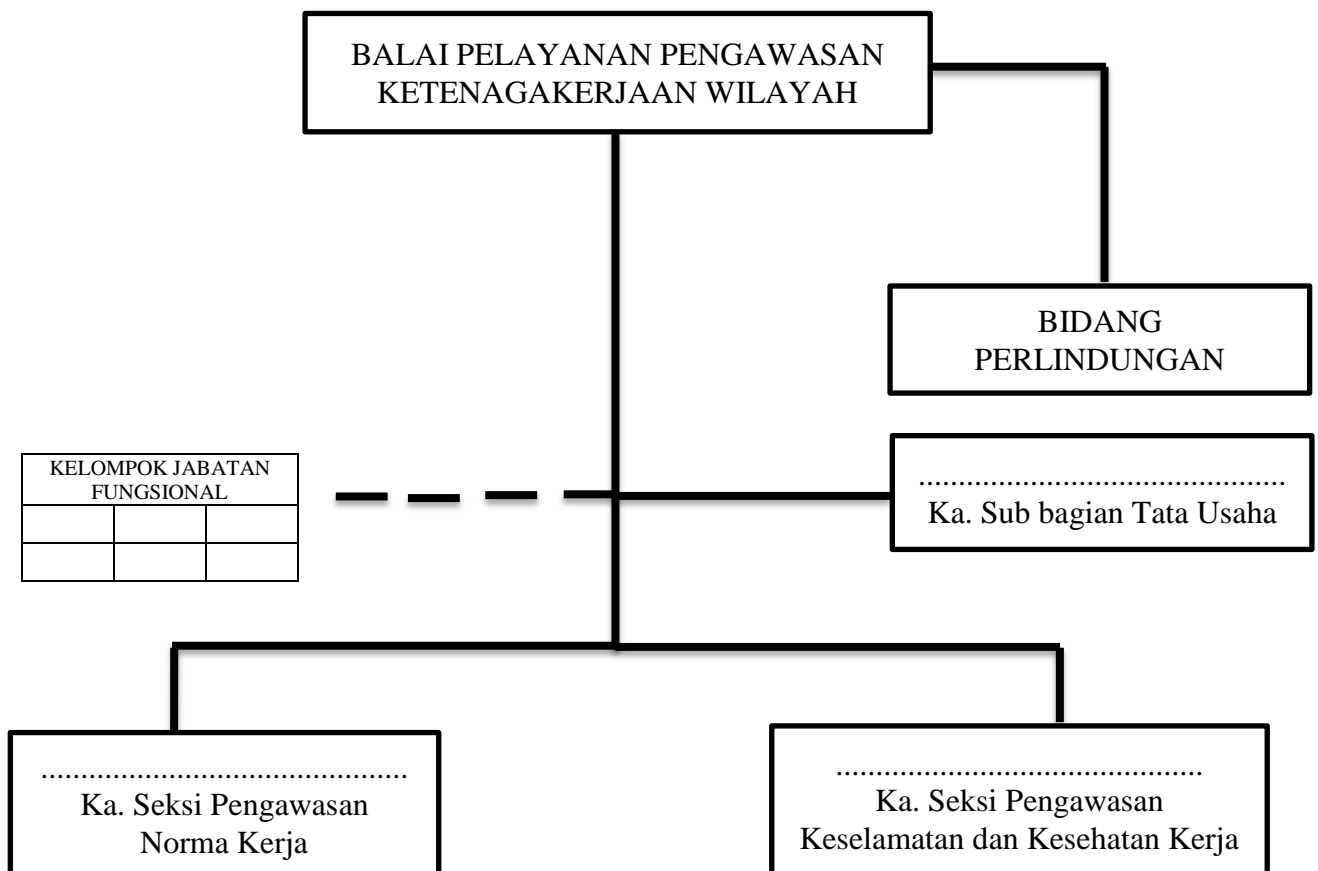 BALAI PELAYANAN PENGAWASAN
KETENAGAKERJAAN WILAYAH
BIDANG
PERLINDUNGAN
KELOMPOK JABATAN
FUNGSIONAL
..............................................
Ka. Sub bagian Tata Usaha
..............................................
Ka. Seksi Pengawasan
Norma Kerja
..............................................
Ka. Seksi Pengawasan
Keselamatan dan Kesehatan Kerja